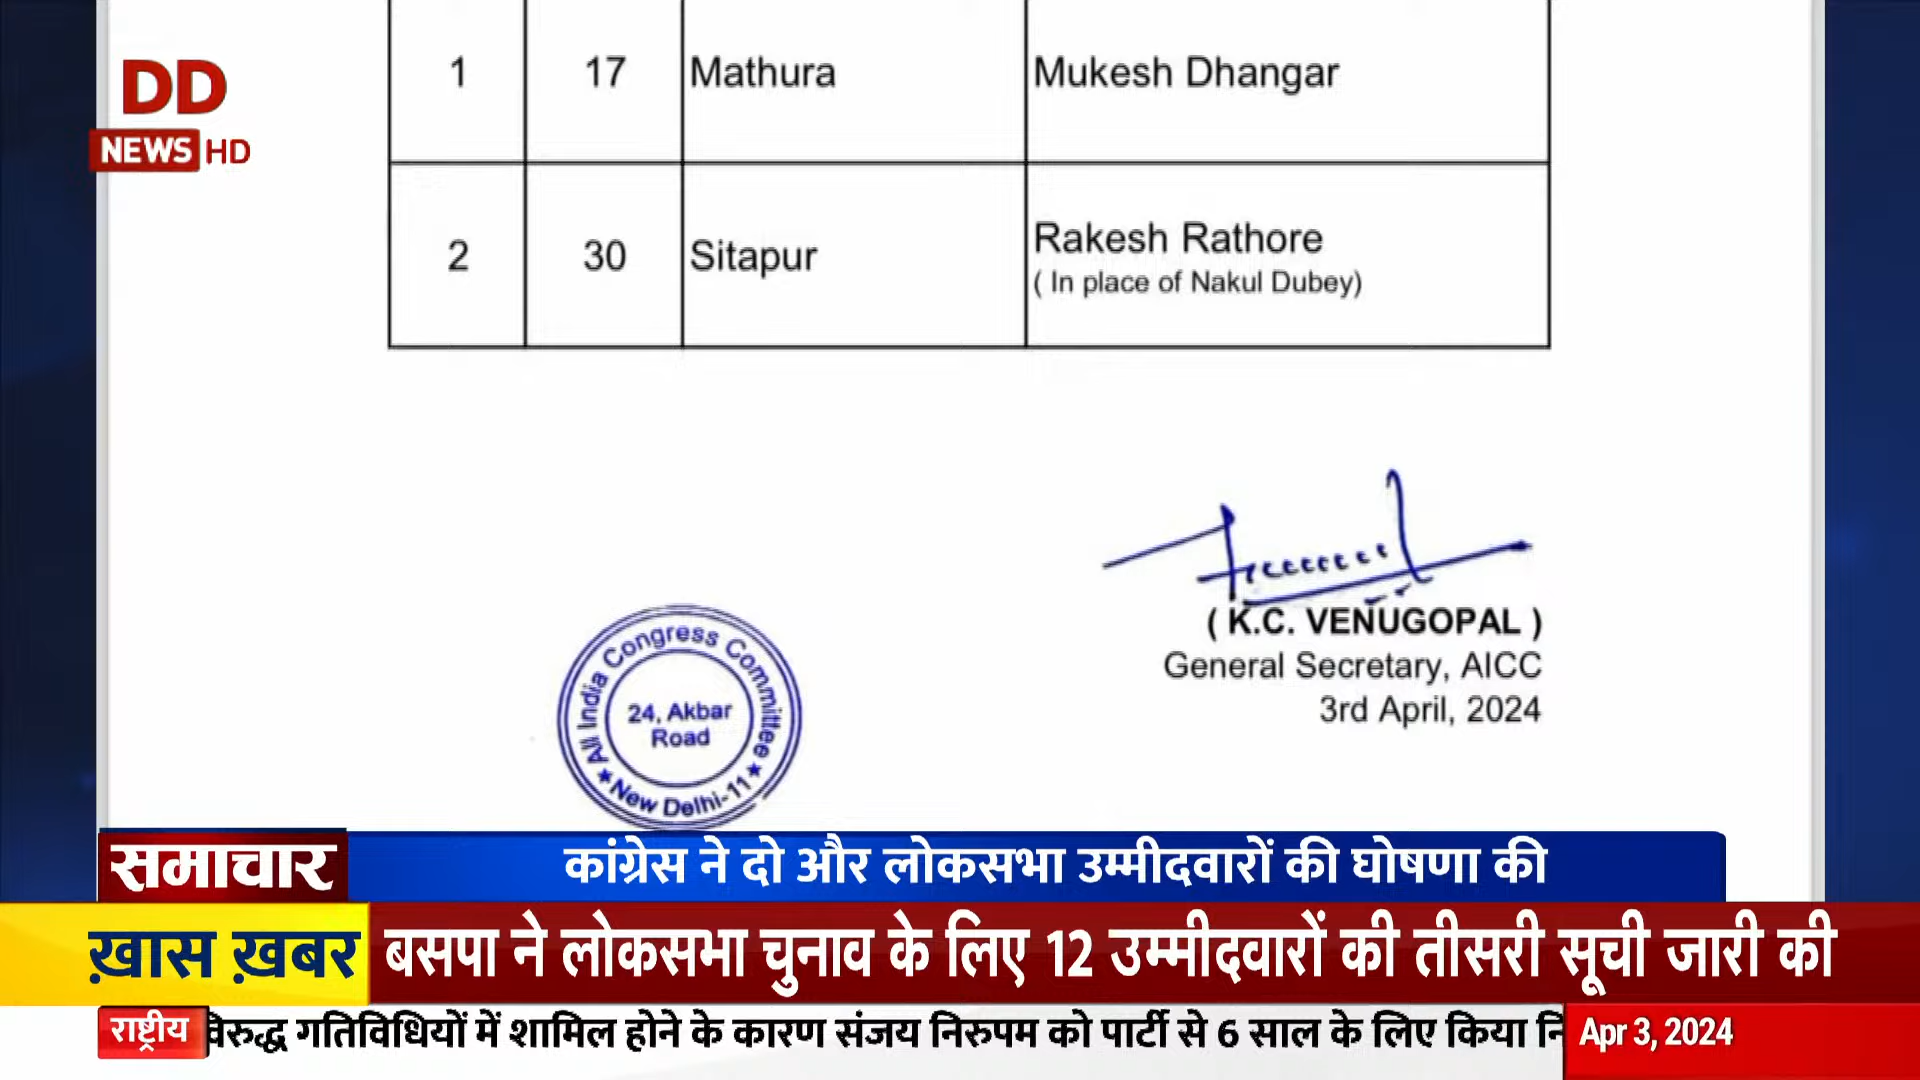 DD
NEWS HD
1 17 Mathura Mukesh Dhangar
2 30 Sitapur Rakesh Rathore
( In place of Nakul Dubey)
( K.C. VENUGOPAL )
General Secretary, AICC
3rd April, 2024
All India Congress Committee
24, Akbar
Road
★ New Delhi-11 ★
समाचार कांग्रेस ने दो और लोकसभा उम्मीदवारों की घोषणा की
ख़ास ख़बर बसपा ने लोकसभा चुनाव के लिए 12 उम्मीदवारों की तीसरी सूची जारी की
राष्ट्रीय विरुद्ध गतिविधियों में शामिल होने के कारण संजय निरुपम को पार्टी से 6 साल के लिए किया नि Apr 3, 2024